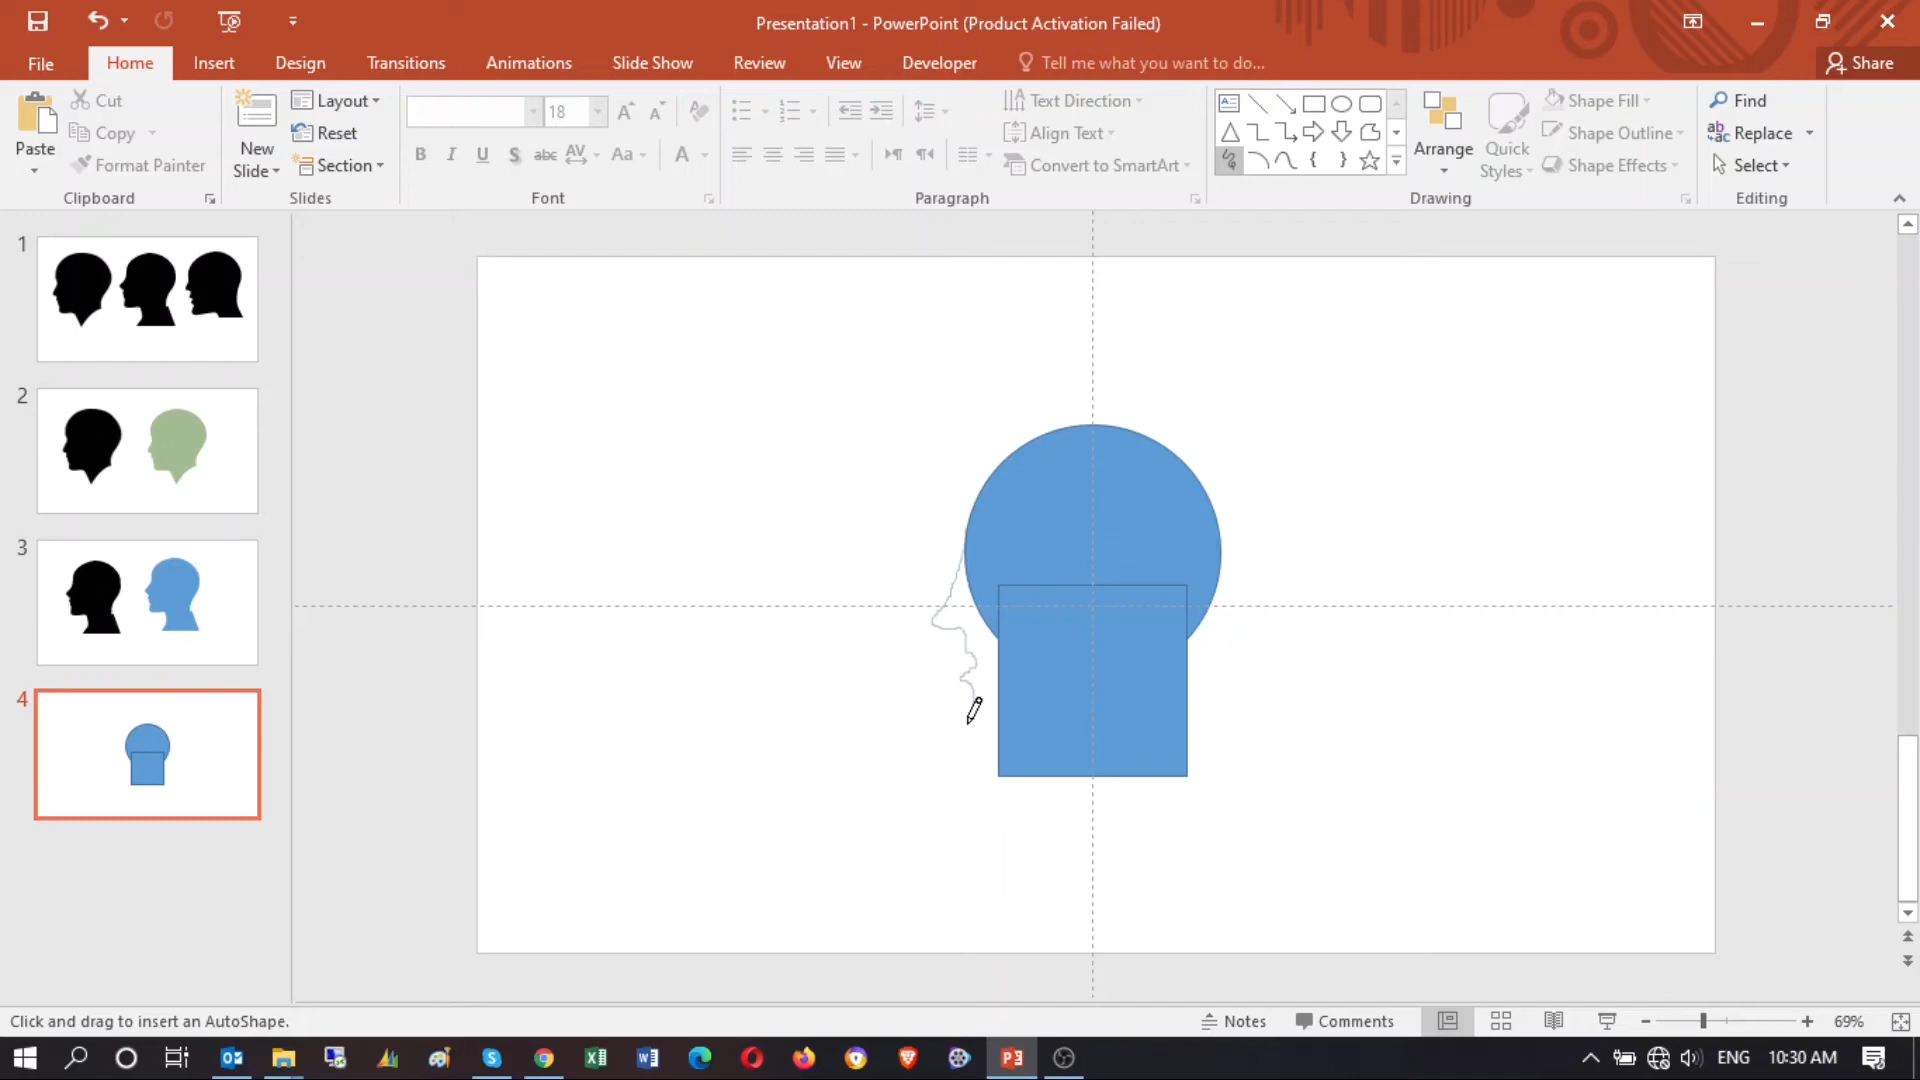 Presentation1 - PowerPoint (Product Activation Failed)
File Home Insert Design Transitions Animations Slide Show Review View Developer Tell me what you want to do... Share
Paste
Cut
Copy
Format Painter
Clipboard
New
Slide
Layout
Reset
Section
Slides
18
B I U S abc AV Aa A
Font
Text Direction
Align Text
Convert to SmartArt
Paragraph
Arrange
Quick
Styles
Shape Fill
Shape Outline
Shape Effects
Drawing
Find
Replace
Select
Editing
1
2
3
4
Click and drag to insert an AutoShape.
Notes Comments 69%
ENG 10:30 AM